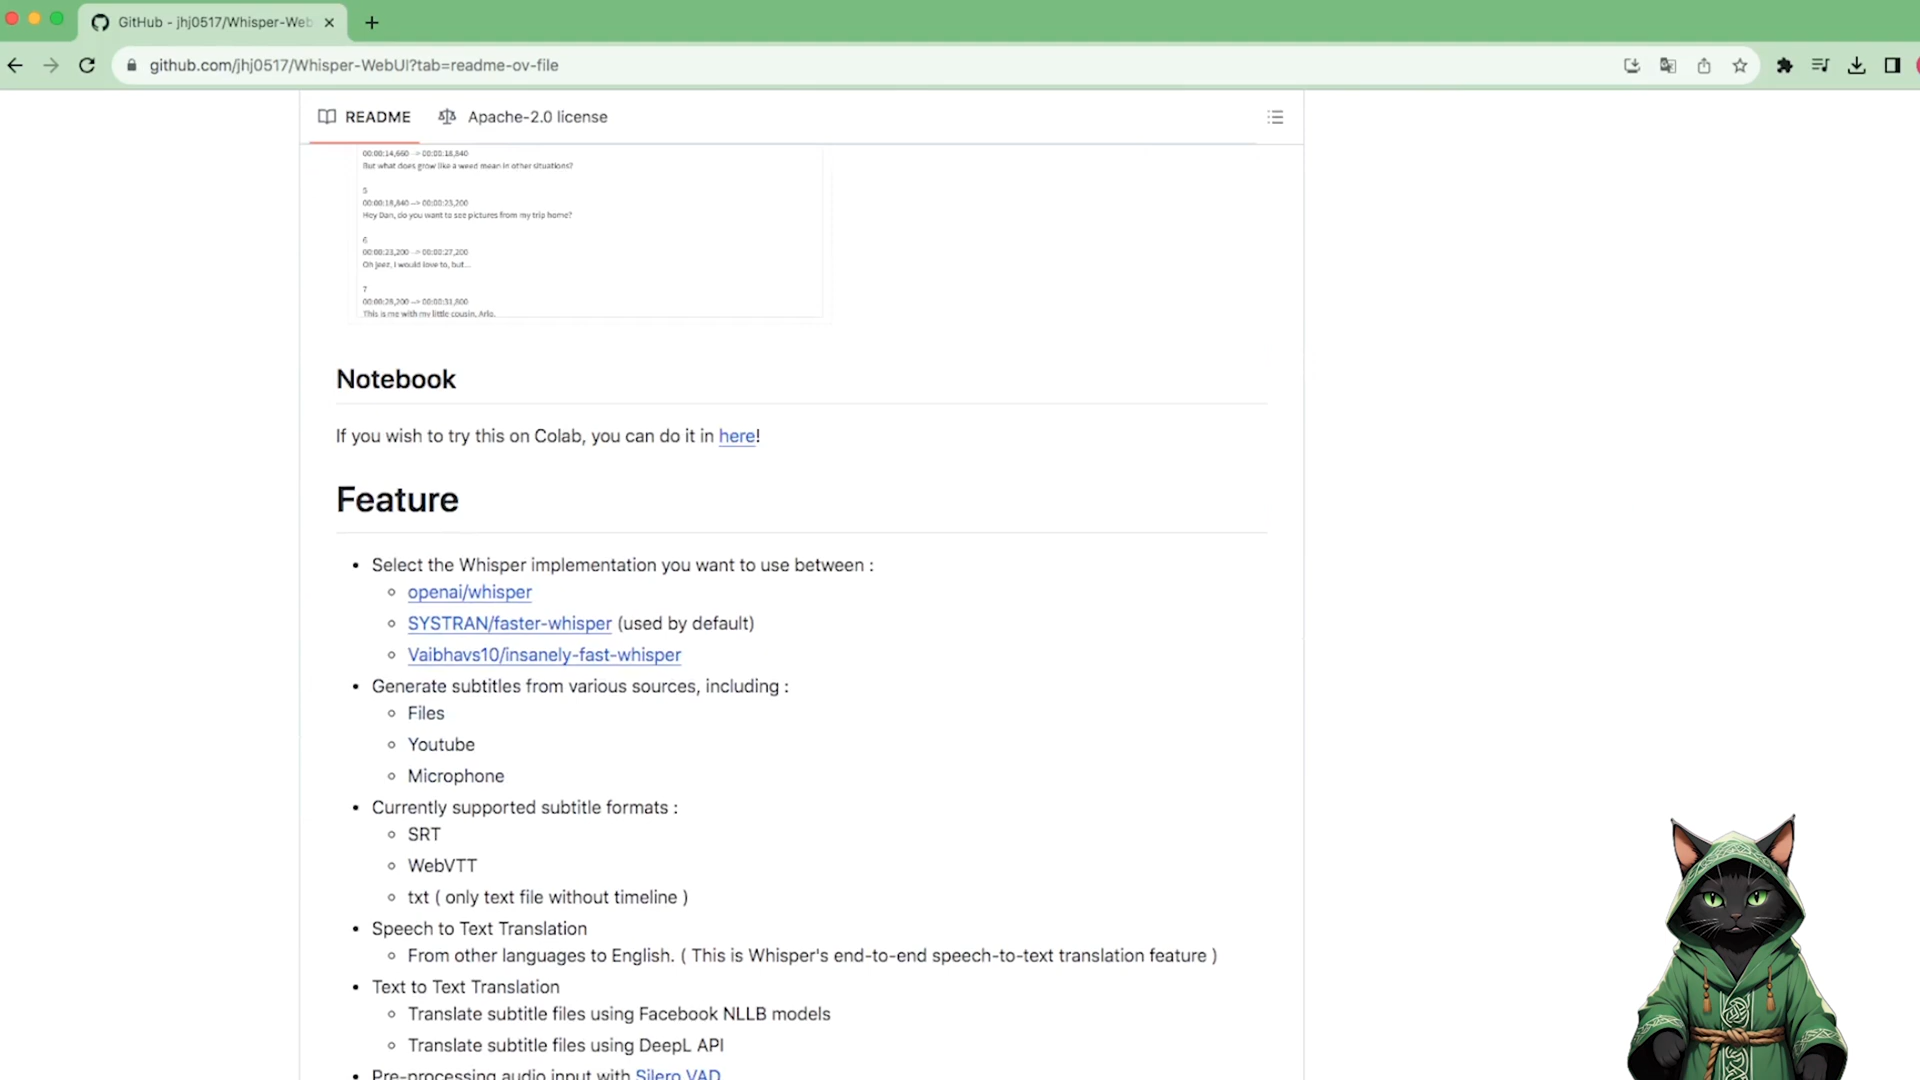 GitHub - jhj0517/Whisper-Web
github.com/jhj0517/Whisper-WebUI?tab=readme-ov-file
README
Apache-2.0 license
00:00:14,660 --> 00:00:18,840
But what does grow like a weed mean in other situations?
5
00:00:18,840 --> 00:00:23,200
Hey Dan, do you want to see pictures from my trip home?
6
00:00:23,200 --> 00:00:27,200
Oh jeez, I would love to, but...
7
00:00:28,200 --> 00:00:31,800
This is me with my little cousin, Arlo.
Notebook
If you wish to try this on Colab, you can do it in here!
Feature
• Select the Whisper implementation you want to use between :
◦ openai/whisper
◦ SYSTRAN/faster-whisper (used by default)
◦ Vaibhavs10/insanely-fast-whisper
• Generate subtitles from various sources, including :
◦ Files
◦ Youtube
◦ Microphone
• Currently supported subtitle formats :
◦ SRT
◦ WebVTT
◦ txt ( only text file without timeline )
• Speech to Text Translation
◦ From other languages to English. ( This is Whisper's end-to-end speech-to-text translation feature )
• Text to Text Translation
◦ Translate subtitle files using Facebook NLLB models
◦ Translate subtitle files using DeepL API
• Pre-processing audio input with Silero VAD